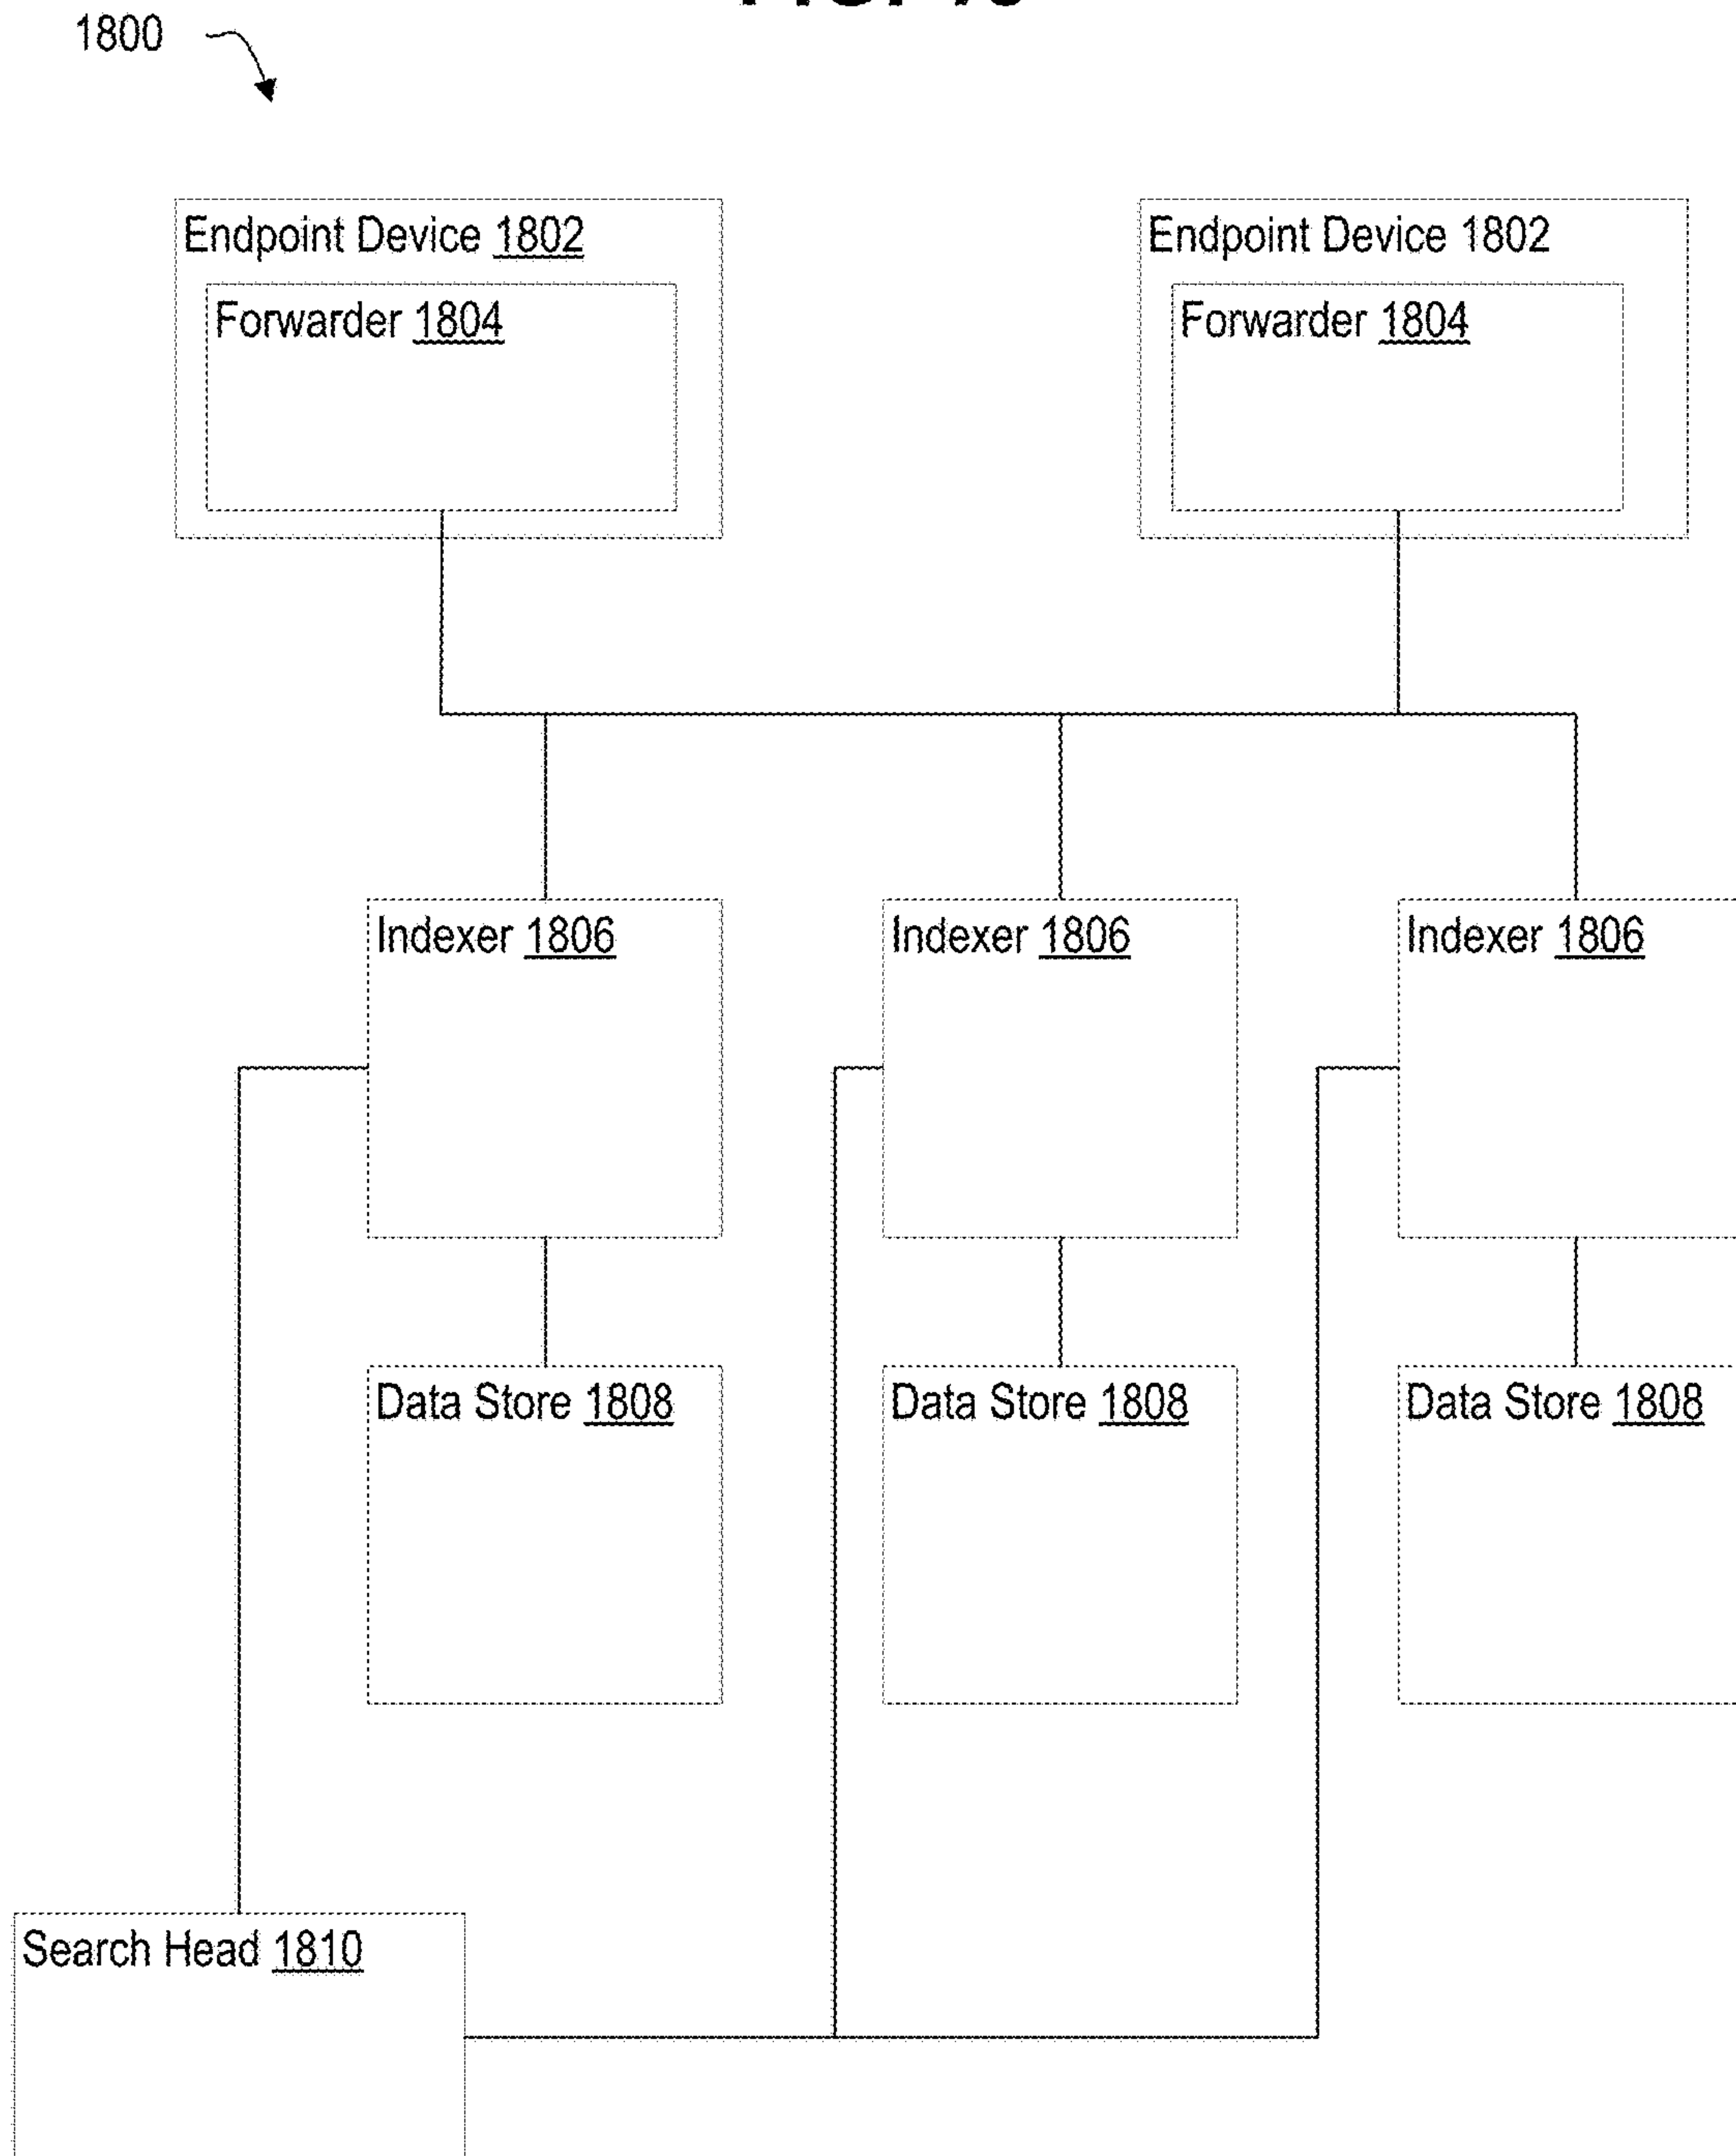 1800
Endpoint Device 1802
Forwarder 1804
Endpoint Device 1802
Forwarder 1804
Indexer 1806
Indexer 1806
Indexer 1806
Data Store 1808
Data Store 1808
Data Store 1808
Search Head 1810